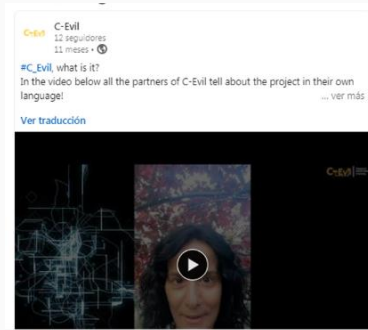 C-Evil
C-Evil
12 seguidores
11 meses •
#C_Evil, what is it?
In the video below all the partners of C-Evil tell about the project in their own
language!
... ver más
Ver traducción
C-Evil